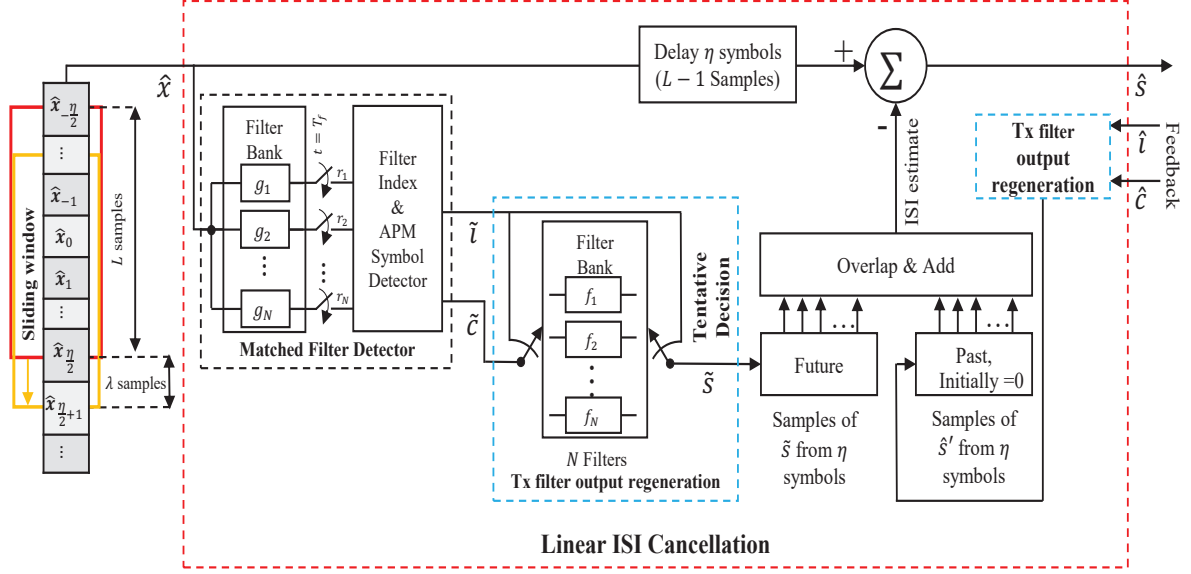 x̂_{-η/2}
⋮
x̂_{-1}
x̂_0
x̂_1
⋮
x̂_{η/2}
x̂_{η/2+1}
⋮
Sliding window
L samples
λ samples
x̂
Filter
Bank
g_1
g_2
⋮
g_N
t = T_f
r_1
r_2
⋮
r_N
Filter
Index
&
APM
Symbol
Detector
Matched Filter Detector
ĩ
c̃
Filter
Bank
f_1
f_2
⋮
f_N
N Filters
Tx filter output regeneration
Tentative
Decision
s̃
Delay η symbols
(L − 1 Samples)
+
Σ
-
ŝ
ISI estimate
Overlap & Add
...
...
Future
Past,
Initially =0
Samples of
s̃ from η
symbols
Samples of
ŝ′ from η
symbols
Tx filter
output
regeneration
î
ĉ
Feedback
Linear ISI Cancellation